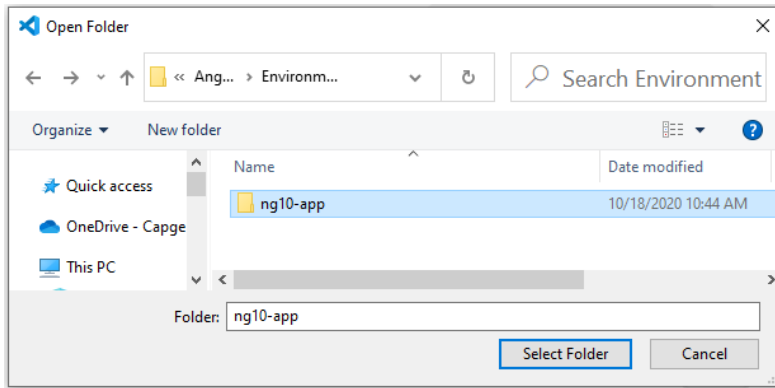 Open Folder
« Ang... › Environm...
Search Environment
Organize
New folder
?
Name
Date modified
Quick access
ng10-app
10/18/2020 10:44 AM
OneDrive - Capge
This PC
Folder:
ng10-app
Select Folder
Cancel